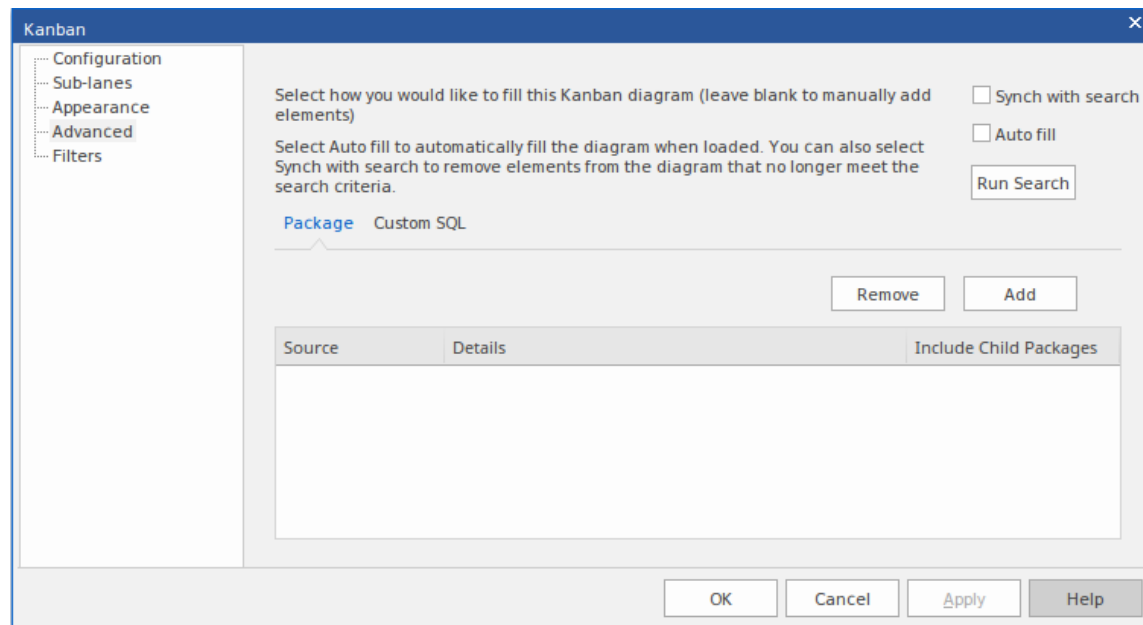 Kanban
Configuration
Sub-lanes
Appearance
Advanced
Filters
Select how you would like to fill this Kanban diagram (leave blank to manually add
elements)
Select Auto fill to automatically fill the diagram when loaded. You can also select
Synch with search to remove elements from the diagram that no longer meet the
search criteria.
Synch with search
Auto fill
Run Search
Package Custom SQL
Remove Add
Source Details Include Child Packages
OK Cancel Apply Help